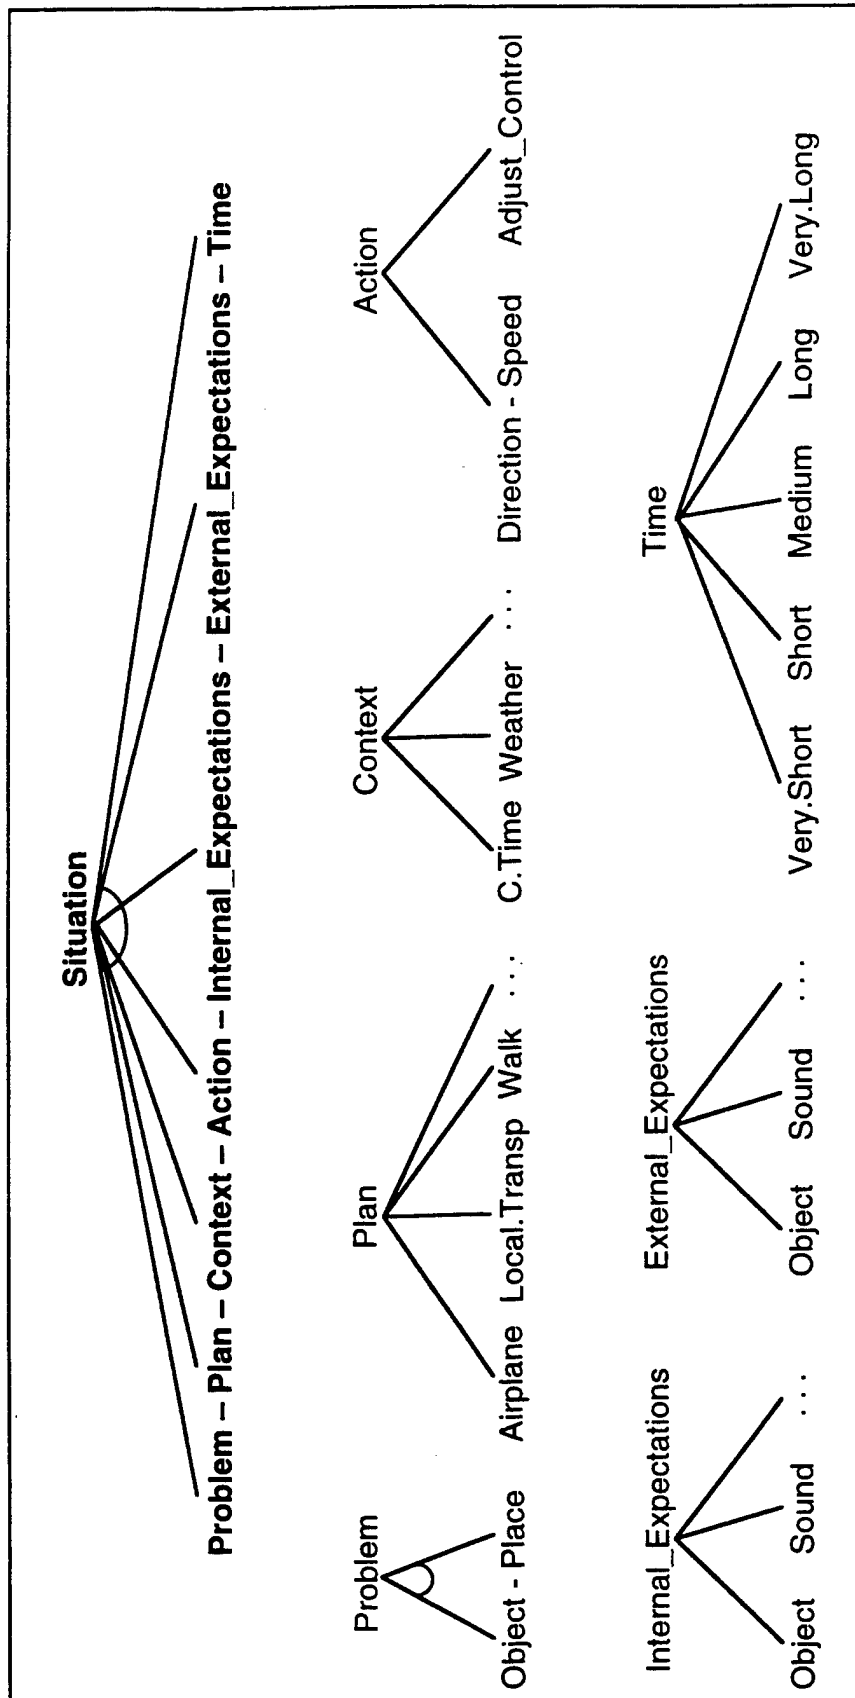 Situation
Problem – Plan – Context – Action – Internal_Expectations – External_Expectations – Time
Problem Plan Context Action
Object - Place Airplane Local.Transp Walk . . . C.Time Weather . . . Direction - Speed Adjust_Control
Internal_Expectations External_Expectations Time
Object Sound . . . Object Sound . . . Very.Short Short Medium Long Very.Long